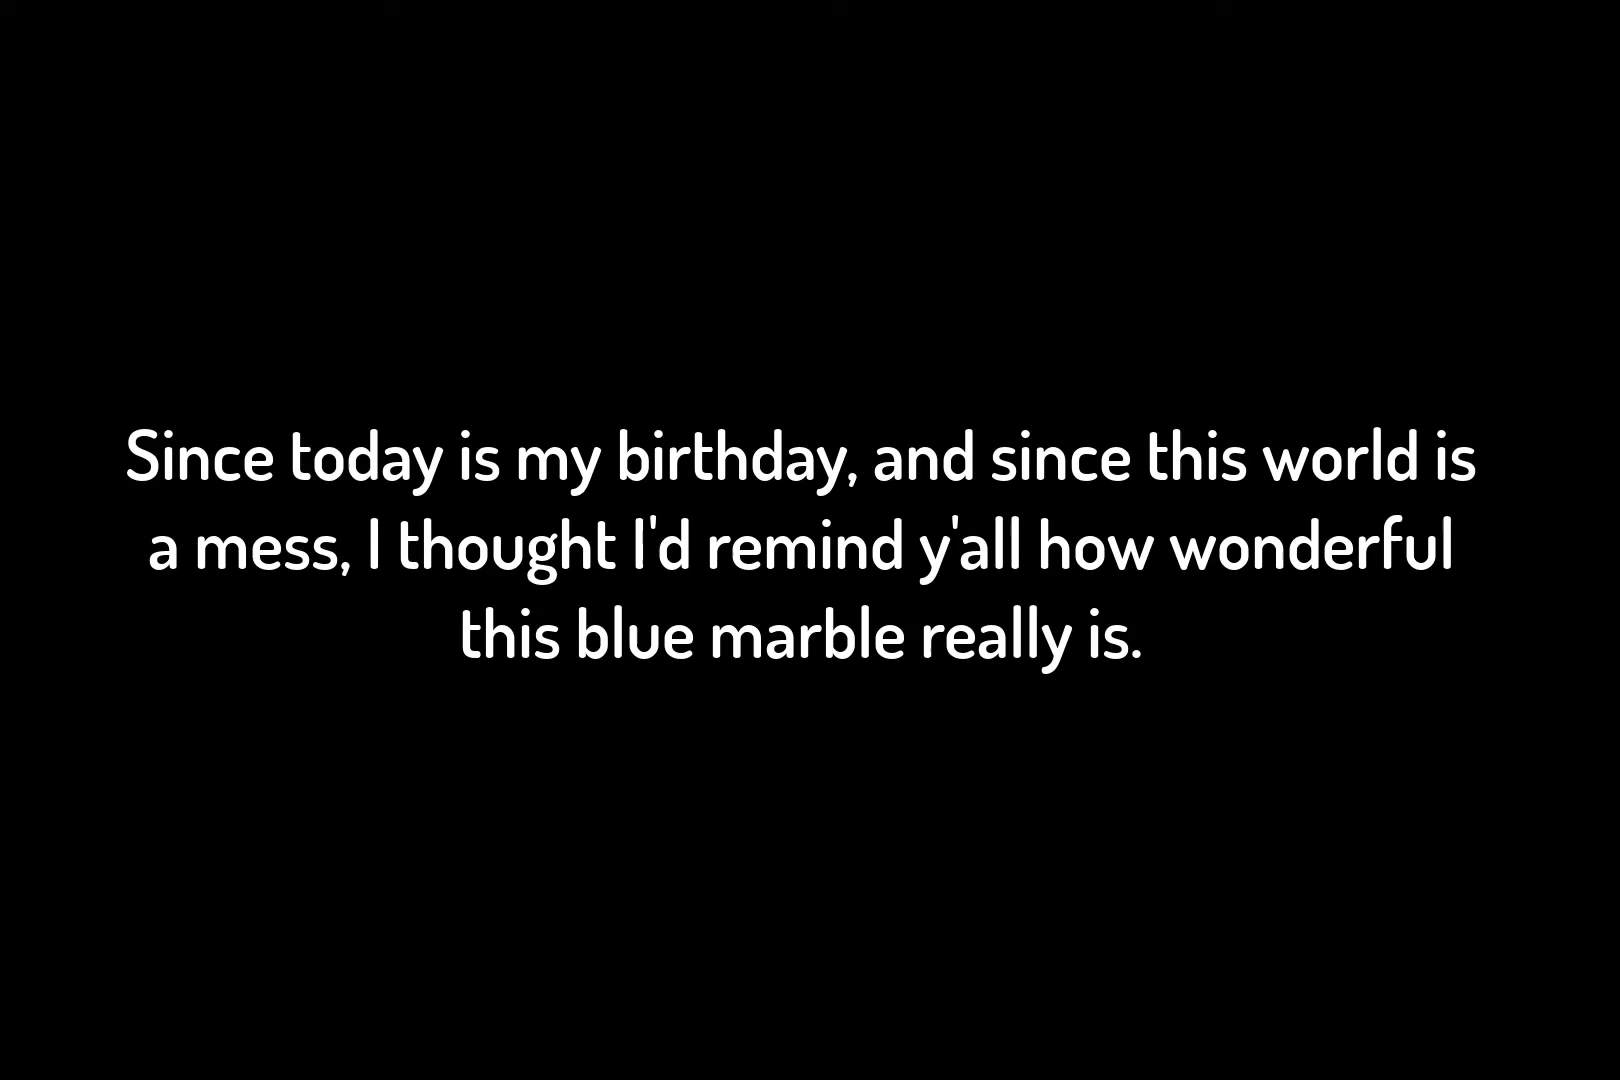 Since today is my birthday, and since this world is
a mess, I thought I'd remind y'all how wonderful
this blue marble really is.